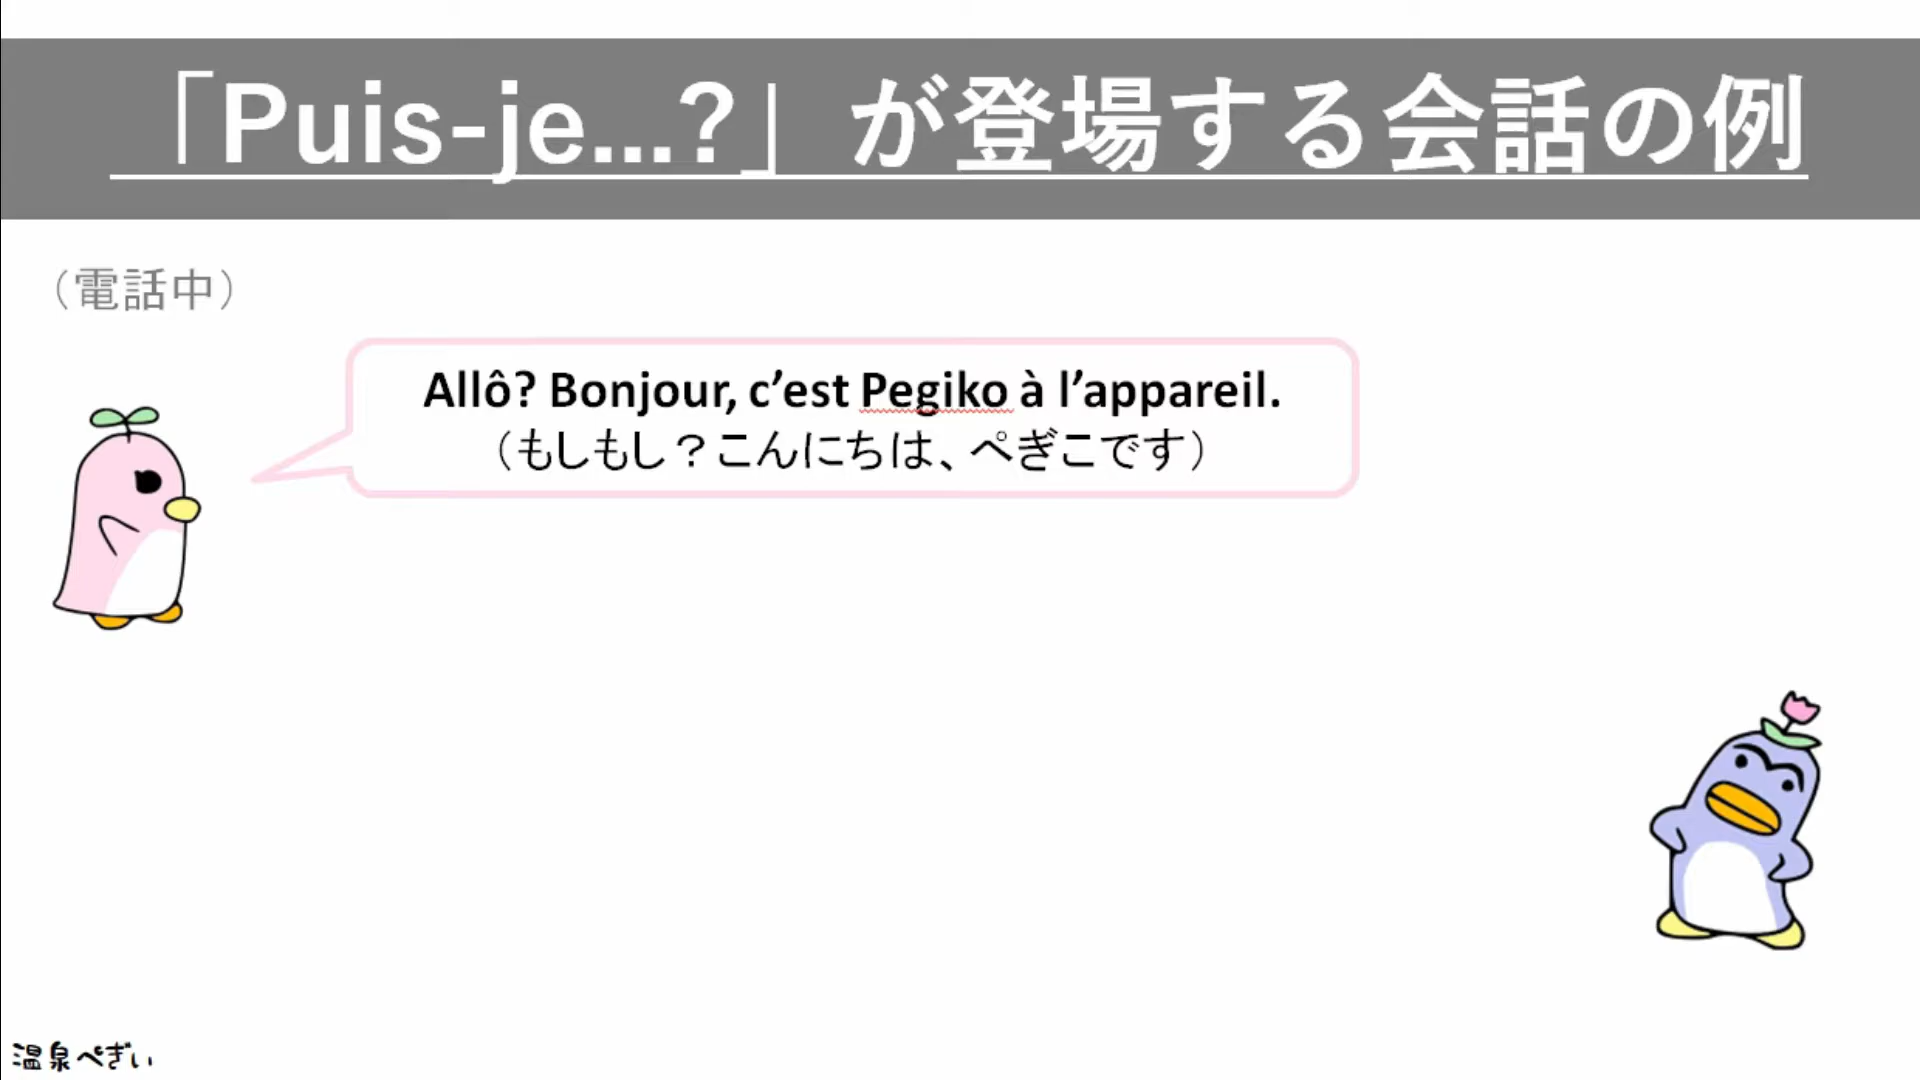 「Puis-je...?」が登場する会話の例
（電話中）
Allô? Bonjour, c’est Pegiko à l’appareil.
（もしもし？こんにちは、ぺぎこです）
温泉ぺぎい